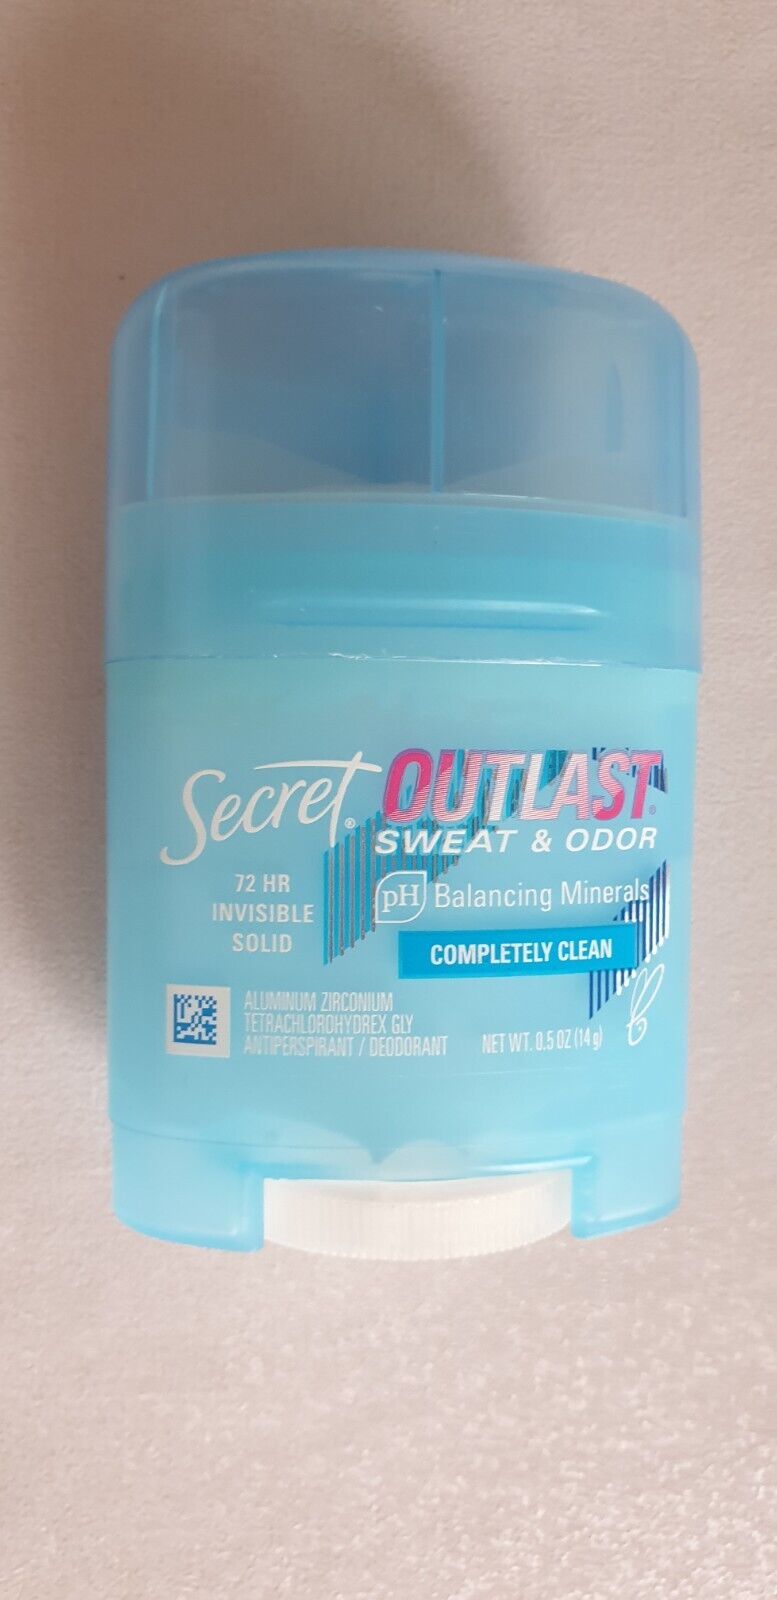 Secret® OUTLAST®
SWEAT & ODOR
72 HR
INVISIBLE
SOLID
pH Balancing Minerals
COMPLETELY CLEAN
ALUMINUM ZIRCONIUM
TETRACHLOROHYDREX GLY
ANTIPERSPIRANT / DEODORANT
NET WT. 0.5 OZ (14 g)